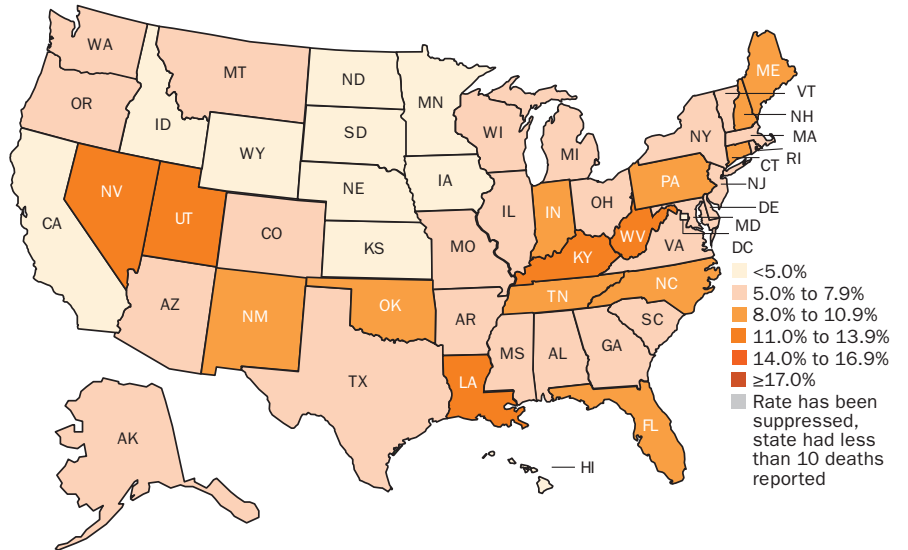 WA
MT
ND
MN
ME
VT
NH
MA
RI
CT
NJ
DE
MD
DC
OR
ID
SD
WI
MI
NY
WY
NE
IA
PA
NV
UT
CA
CO
KS
MO
IL
IN
OH
WV
VA
KY
AZ
NM
OK
AR
TN
NC
SC
TX
LA
MS
AL
GA
FL
AK
HI
<5.0%
5.0% to 7.9%
8.0% to 10.9%
11.0% to 13.9%
14.0% to 16.9%
≥17.0%
Rate has been
suppressed,
state had less
than 10 deaths
reported